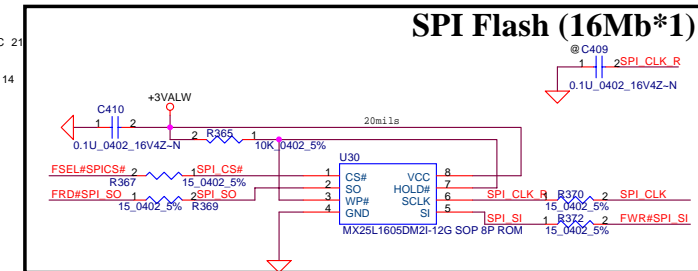 SPI Flash (16Mb*1)
C 21
14
@
C409
1 2 SPI_CLK_R
0.1U_0402_16V4Z~N
+3VALW
C410
1 2
0.1U_0402_16V4Z~N
20mils
2 R365 1
10K_0402_5%
U30
FSEL#SPICS# 2 1 SPI_CS#
R367 15_0402_5%
FRD#SPI_SO 1 2 SPI_SO
15_0402_5% R369
1 CS# VCC 8
2 SO HOLD# 7
3 WP# SCLK 6
4 GND SI 5
MX25L1605DM2I-12G SOP 8P ROM
SPI_CLK_R 1 R370 2 SPI_CLK
15_0402_5%
SPI_SI 1 R372 2 FWR#SPI_SI
15_0402_5%